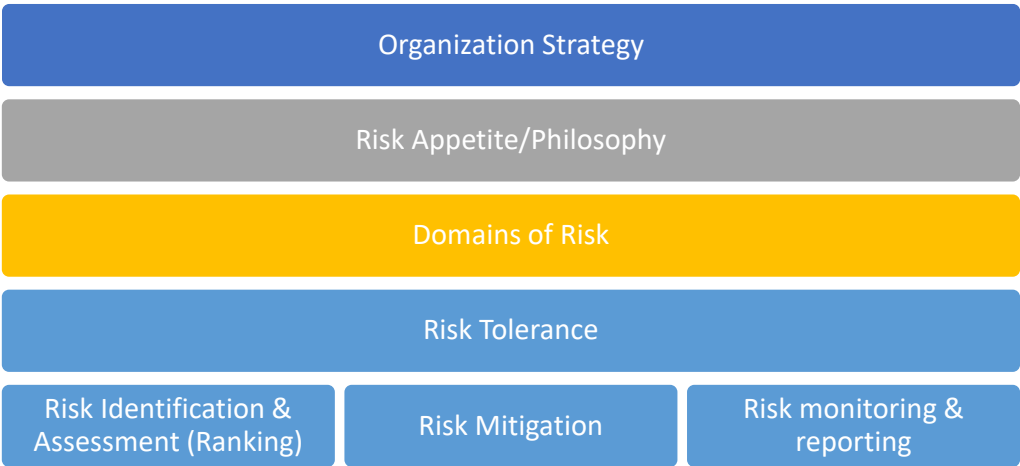 Organization Strategy
Risk Appetite/Philosophy
Domains of Risk
Risk Tolerance
Risk Identification &
Assessment (Ranking)
Risk Mitigation
Risk monitoring &
reporting